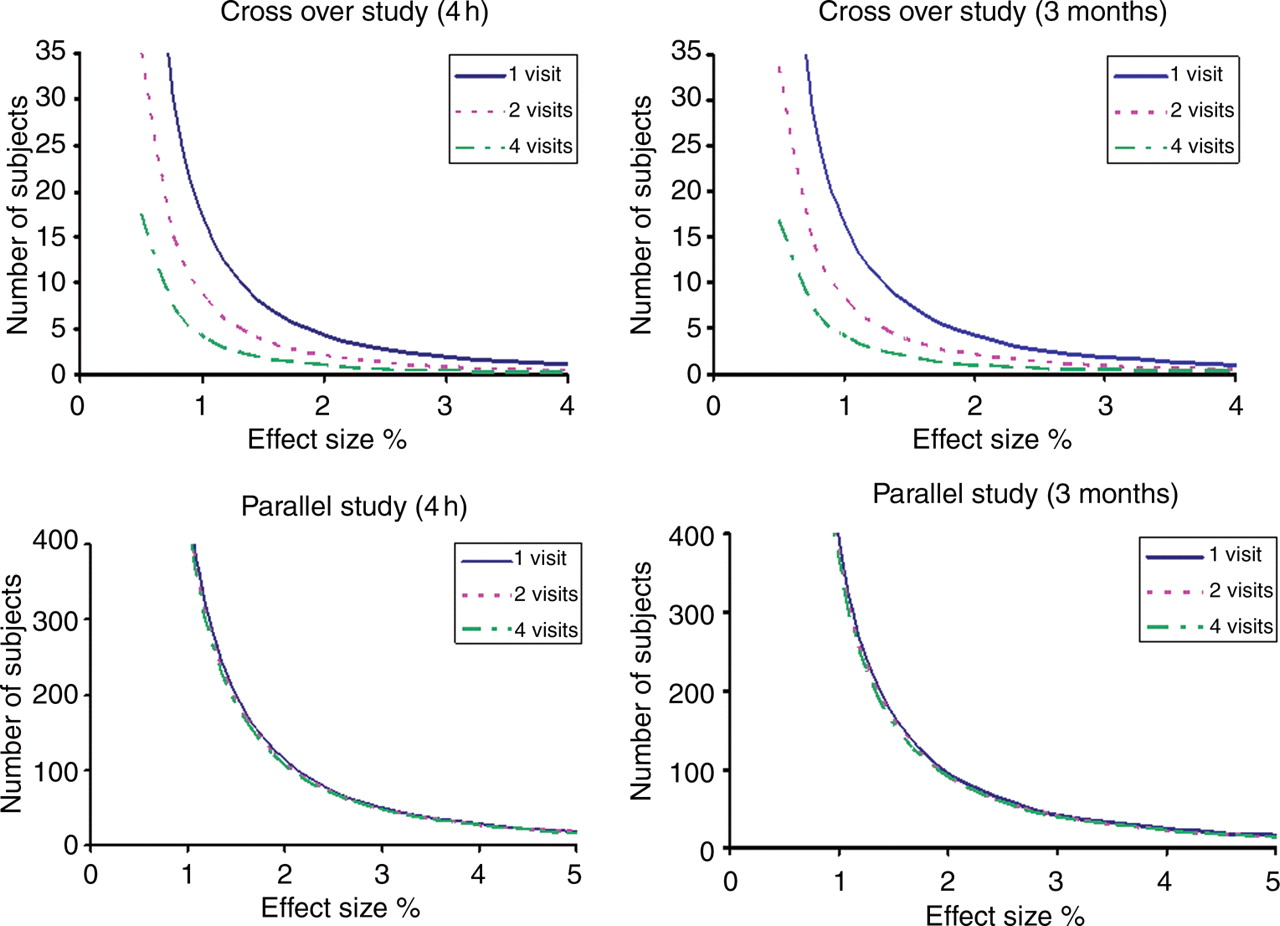 Cross over study (4 h)
Number of subjects
35
30
25
20
15
10
5
0
0 1 2 3 4
Effect size %
1 visit
2 visits
4 visits
Cross over study (3 months)
Number of subjects
35
30
25
20
15
10
5
0
0 1 2 3 4
Effect size %
1 visit
2 visits
4 visits
Parallel study (4 h)
Number of subjects
400
300
200
100
0
0 1 2 3 4 5
Effect size %
1 visit
2 visits
4 visits
Parallel study (3 months)
Number of subjects
400
300
200
100
0
0 1 2 3 4 5
Effect size %
1 visit
2 visits
4 visits